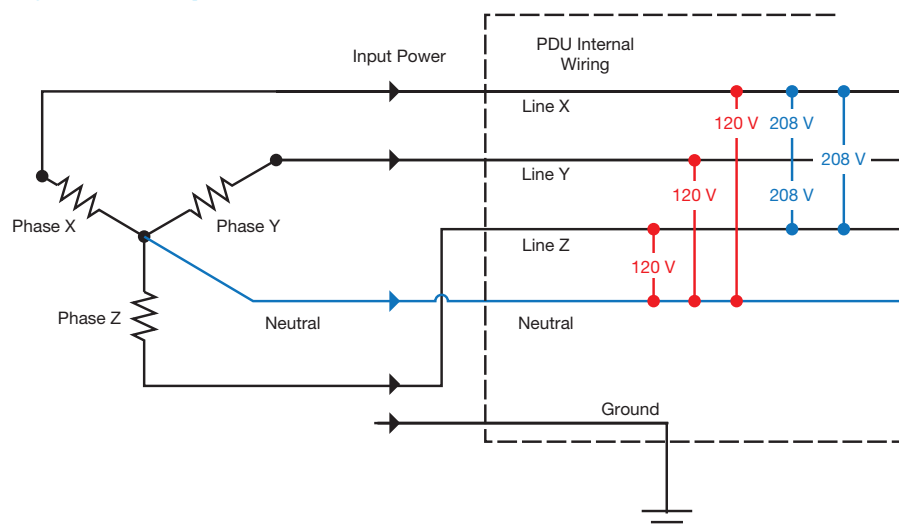 Input Power
PDU Internal
Wiring
Line X
120 V
208 V
208 V
Line Y
120 V
208 V
Phase X
Phase Y
Line Z
120 V
Phase Z
Neutral
Neutral
Ground